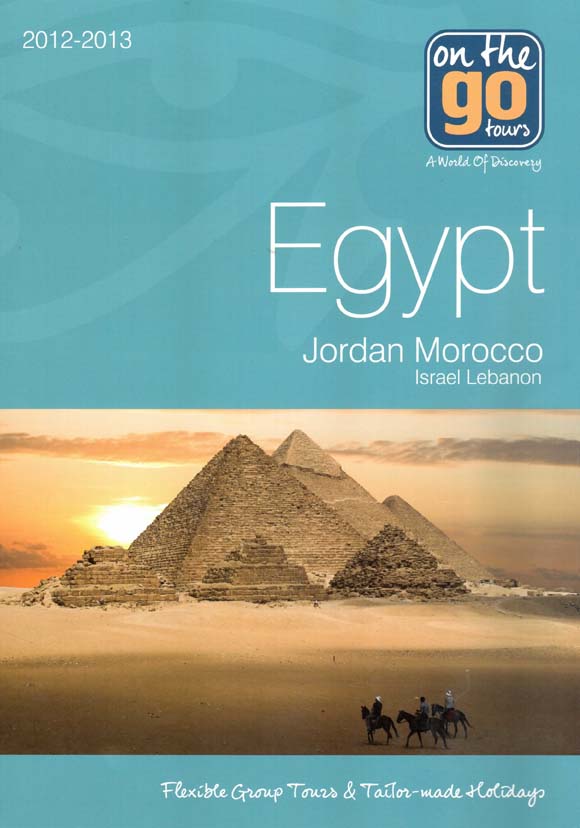 2012-2013
on the
go
tours
A World Of Discovery
Egypt
Jordan Morocco
Israel Lebanon
Flexible Group Tours & Tailor-made Holidays